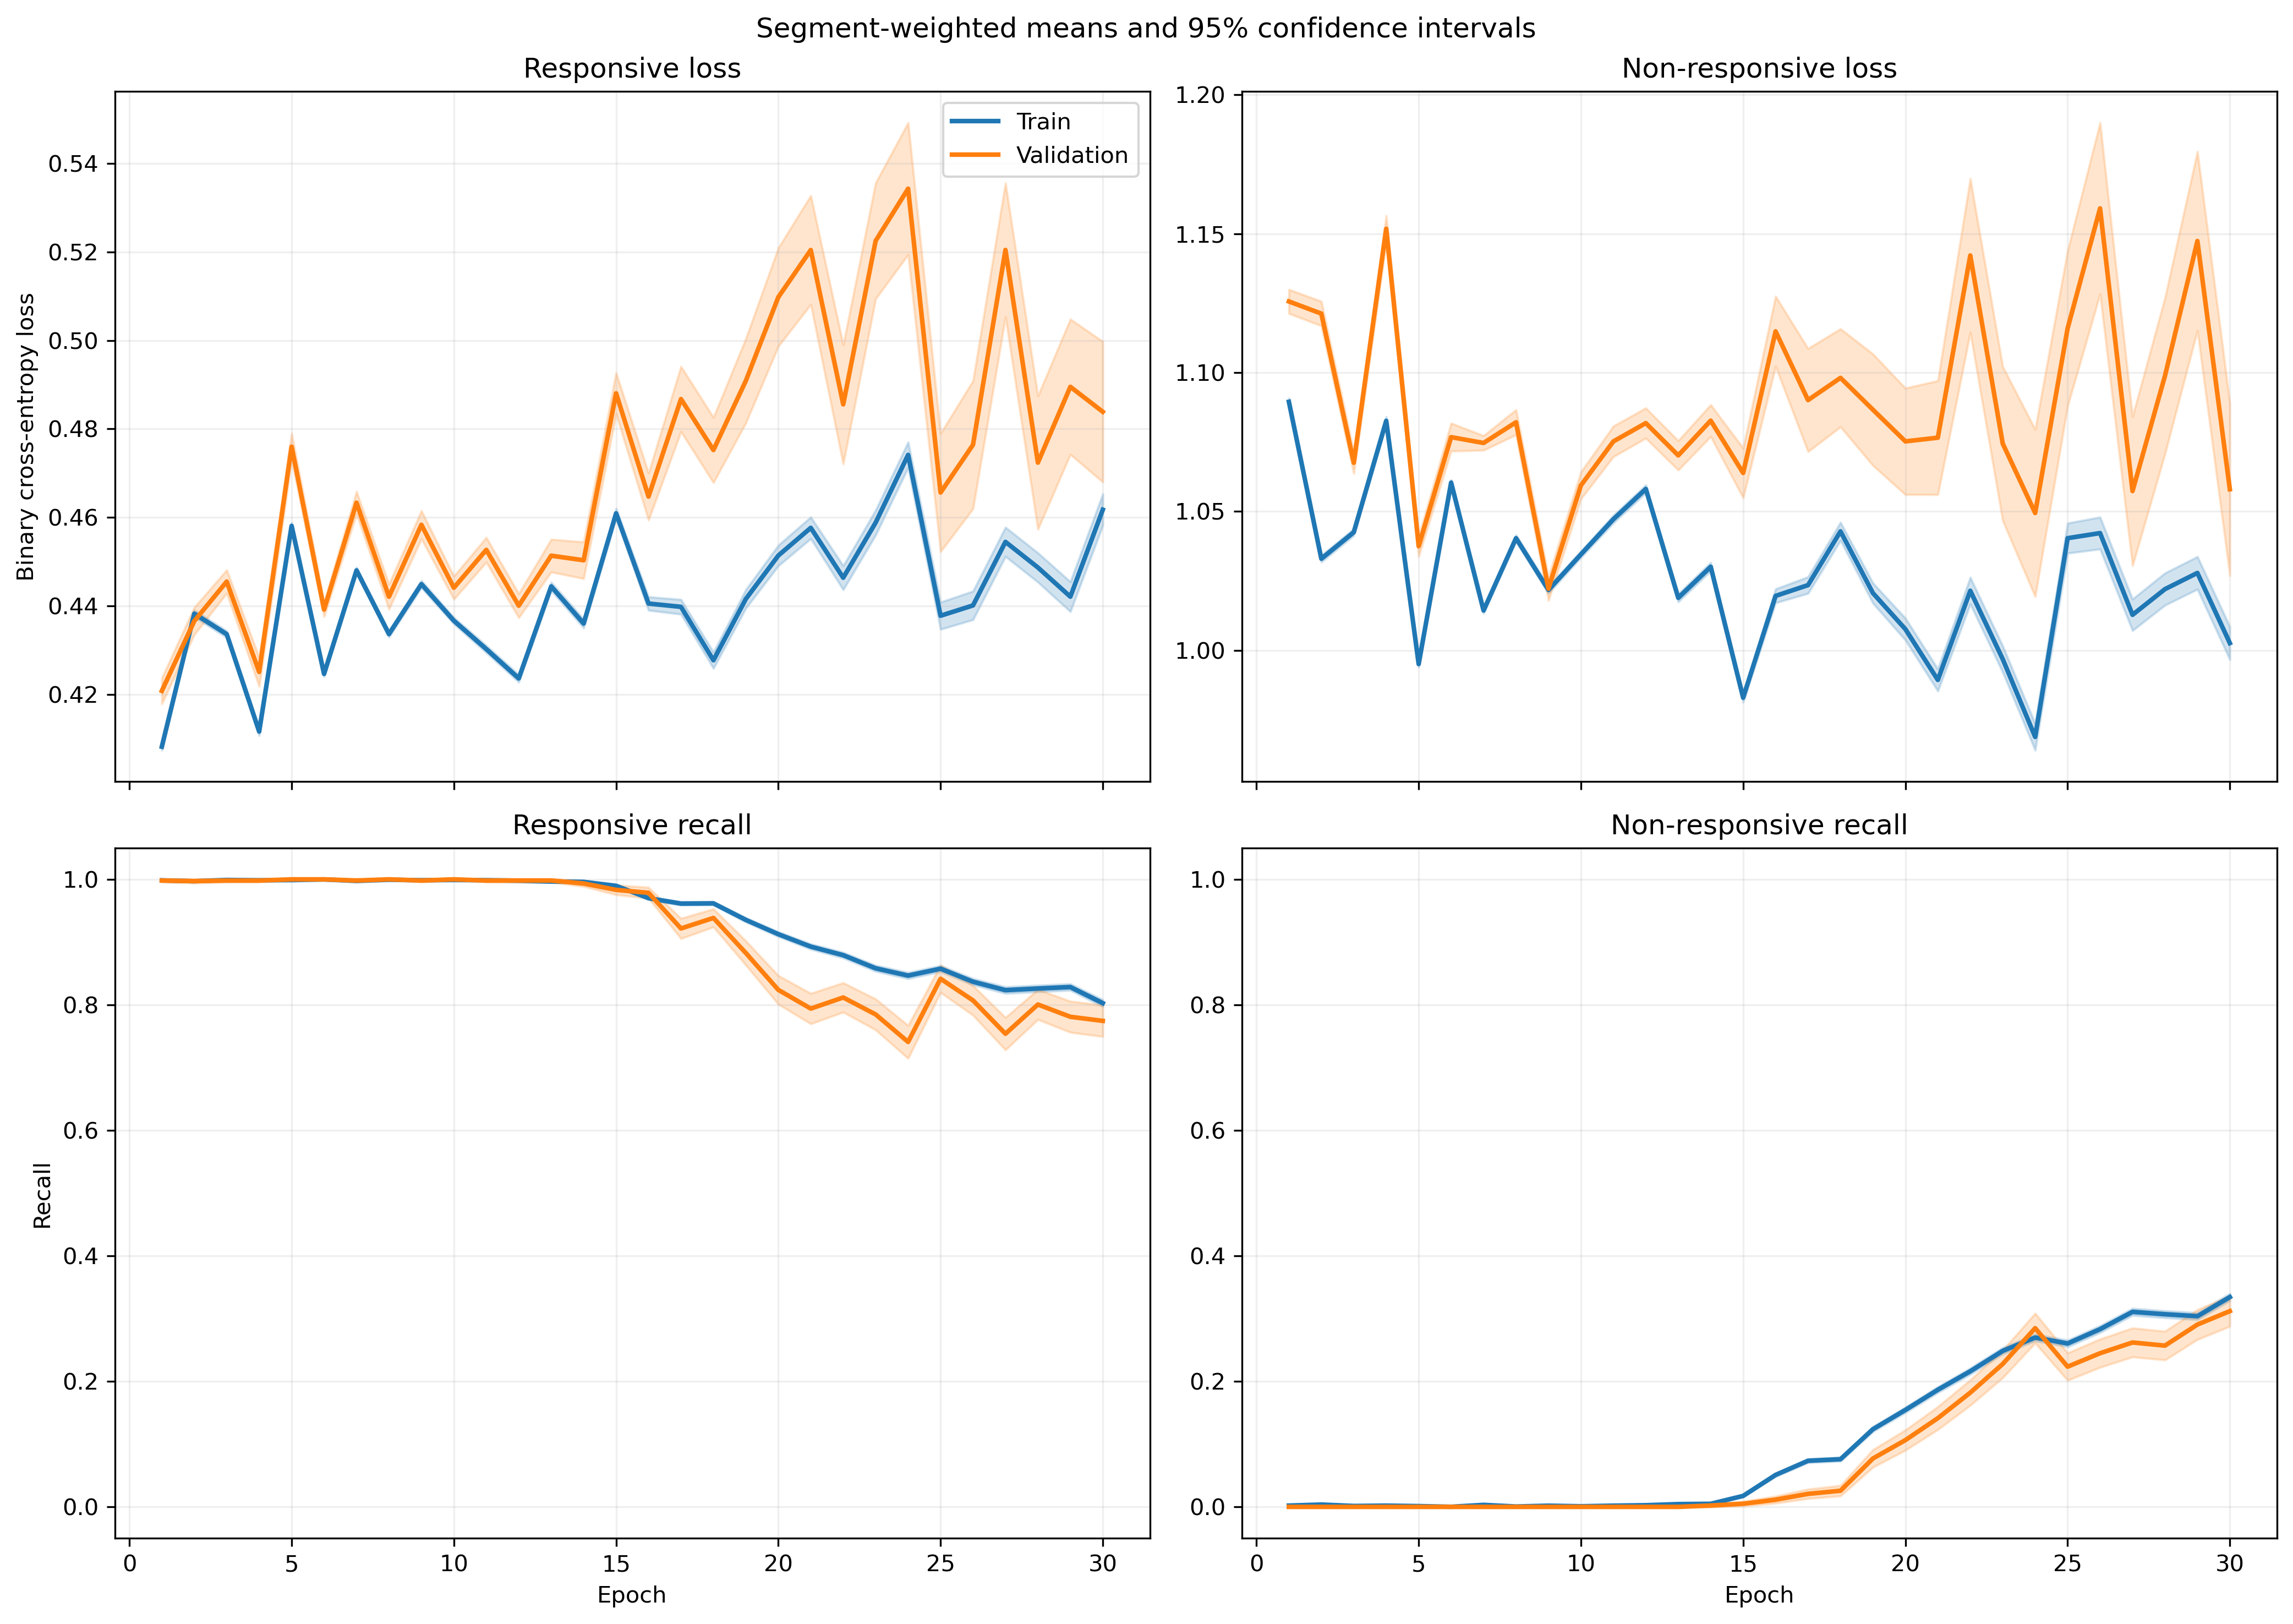 Segment-weighted means and 95% confidence intervals
Responsive loss
Non-responsive loss
Train
Validation
Binary cross-entropy loss
0.54
0.52
0.50
0.48
0.46
0.44
0.42
1.20
1.15
1.10
1.05
1.00
Responsive recall
Non-responsive recall
Recall
1.0
0.8
0.6
0.4
0.2
0.0
1.0
0.8
0.6
0.4
0.2
0.0
0 5 10 15 20 25 30
0 5 10 15 20 25 30
Epoch
Epoch